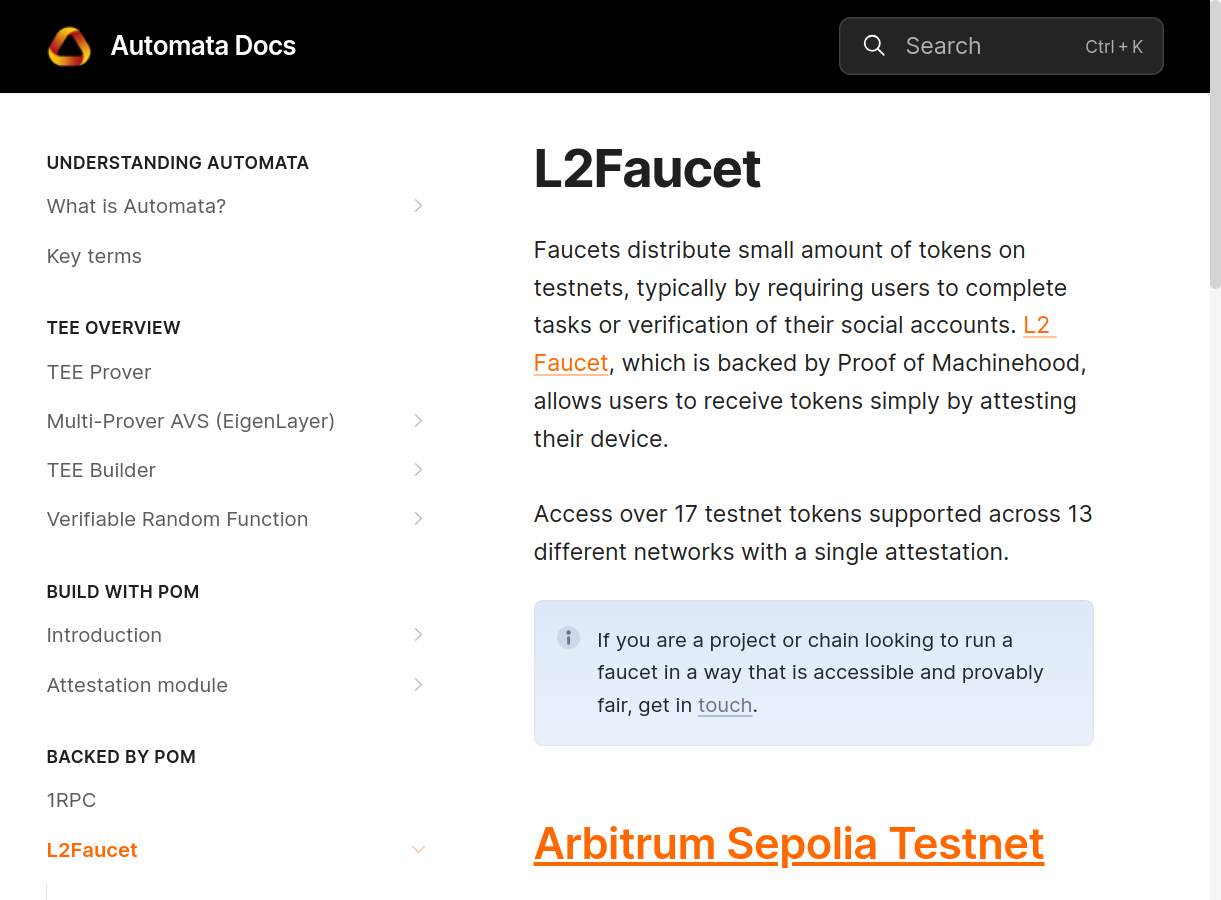 Automata Docs
Search
Ctrl + K
UNDERSTANDING AUTOMATA
What is Automata?
Key terms
TEE OVERVIEW
TEE Prover
Multi-Prover AVS (EigenLayer)
TEE Builder
Verifiable Random Function
BUILD WITH POM
Introduction
Attestation module
BACKED BY POM
1RPC
L2Faucet
L2Faucet
Faucets distribute small amount of tokens on
testnets, typically by requiring users to complete
tasks or verification of their social accounts. L2
Faucet, which is backed by Proof of Machinehood,
allows users to receive tokens simply by attesting
their device.
Access over 17 testnet tokens supported across 13
different networks with a single attestation.
If you are a project or chain looking to run a
faucet in a way that is accessible and provably
fair, get in touch.
Arbitrum Sepolia Testnet